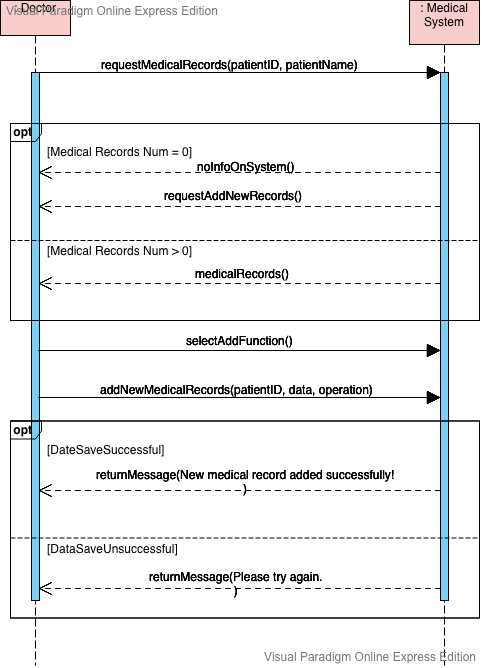 Visual Paradigm Online Express Edition
: Doctor
: Medical
System
requestMedicalRecords(patientID, patientName)
opt
[Medical Records Num = 0]
noInfoOnSystem()
requestAddNewRecords()
[Medical Records Num > 0]
medicalRecords()
selectAddFunction()
addNewMedicalRecords(patientID, data, operation)
opt
[DateSaveSuccessful]
returnMessage(New medical record added successfully!
)
[DataSaveUnsuccessful]
returnMessage(Please try again.
)
Visual Paradigm Online Express Edition